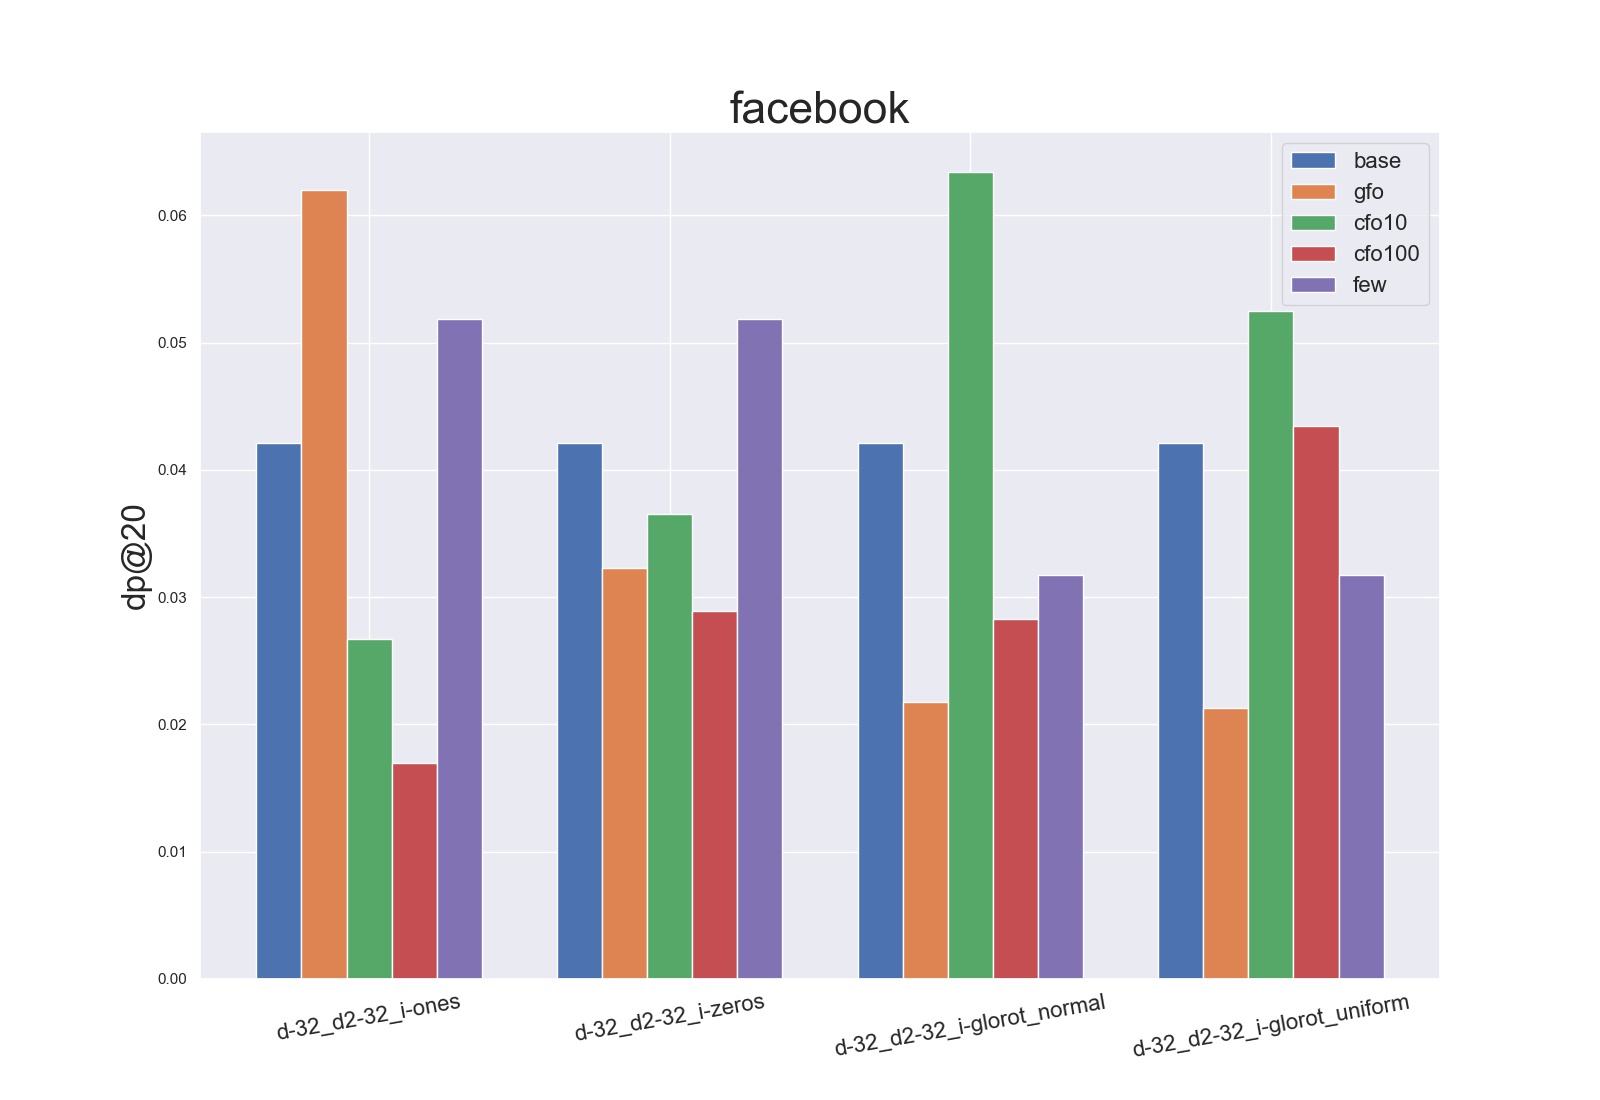 facebook
base
gfo
cfo10
cfo100
few
dp@20
0.06
0.05
0.04
0.03
0.02
0.01
0.00
d-32_d2-32_i-ones
d-32_d2-32_i-zeros
d-32_d2-32_i-glorot_normal
d-32_d2-32_i-glorot_uniform